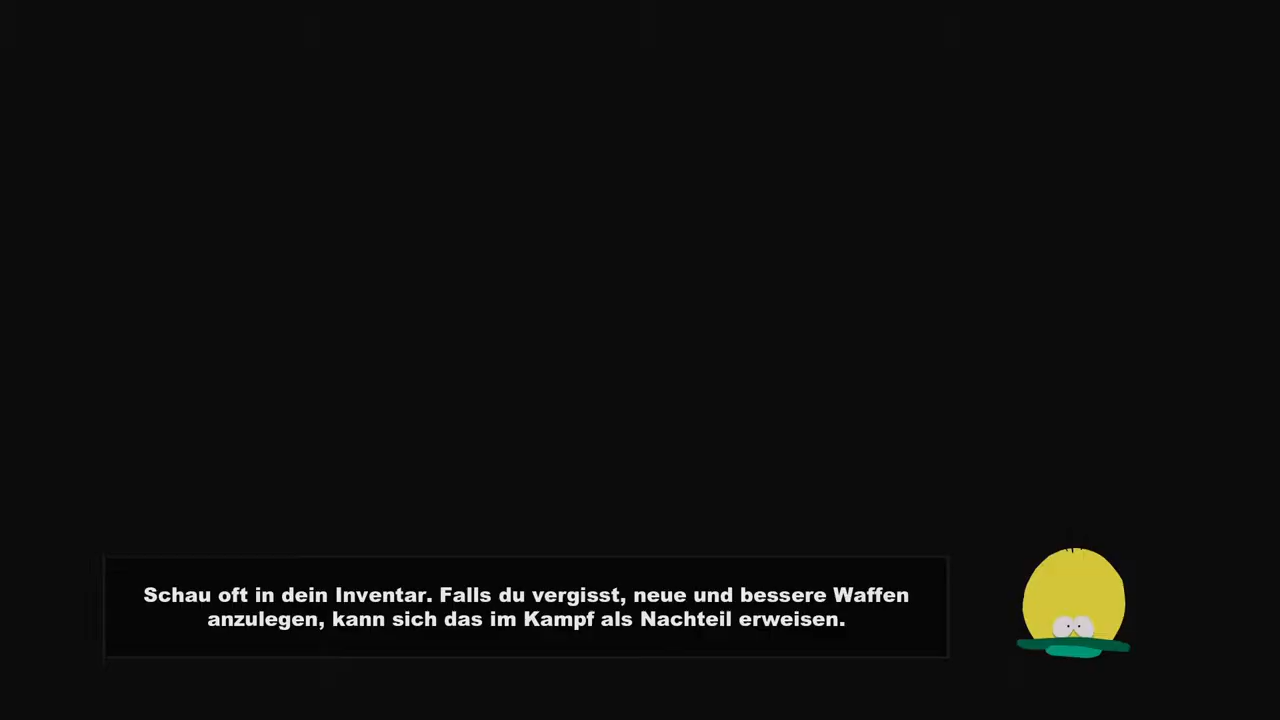 Schau oft in dein Inventar. Falls du vergisst, neue und bessere Waffen
anzulegen, kann sich das im Kampf als Nachteil erweisen.